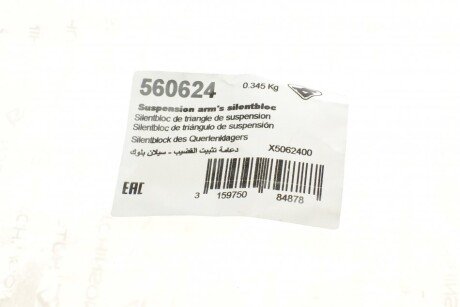 560624
0.345 Kg
Suspension arm's silentbloc
Silentbloc de triangle de suspension
Silentbloc de triángulo de suspensión
Silentblock des Querlenklagers
دعامة تثبيت القضيب - سيلان بلوك
X5062400
EAC
3 159750 84878